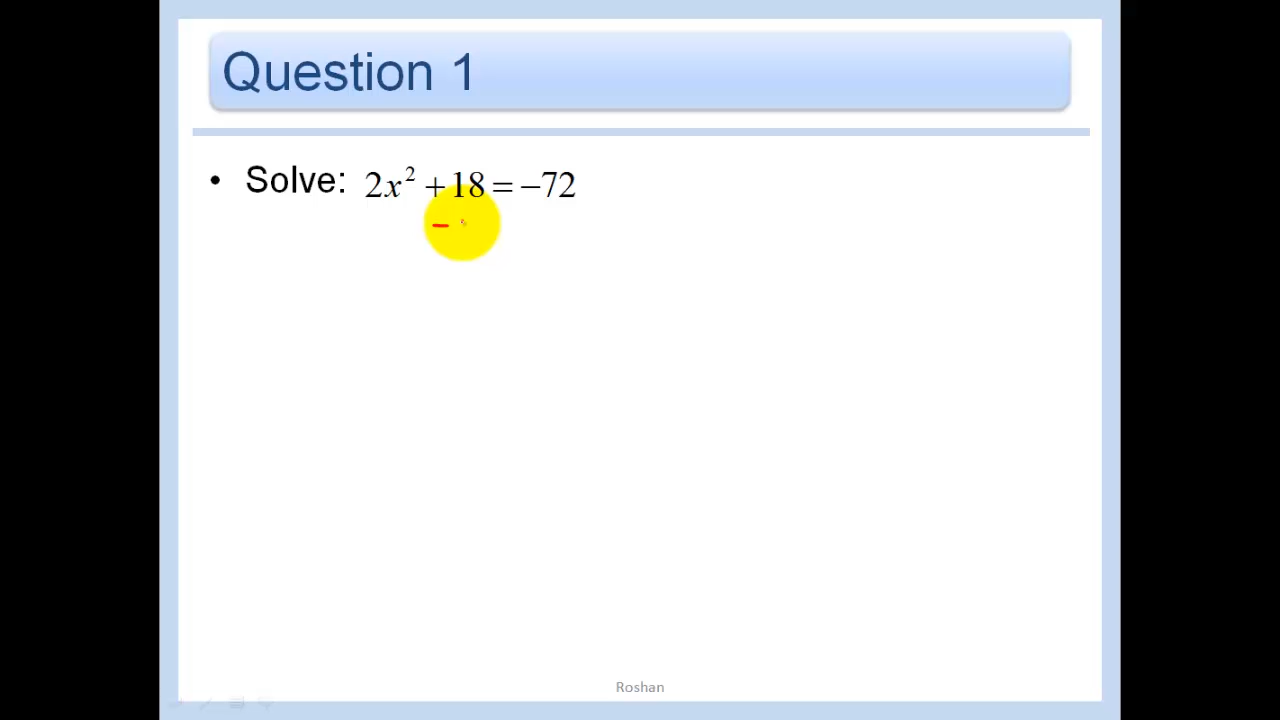 Question 1
• Solve: 2x² +18 = −72
−
Roshan